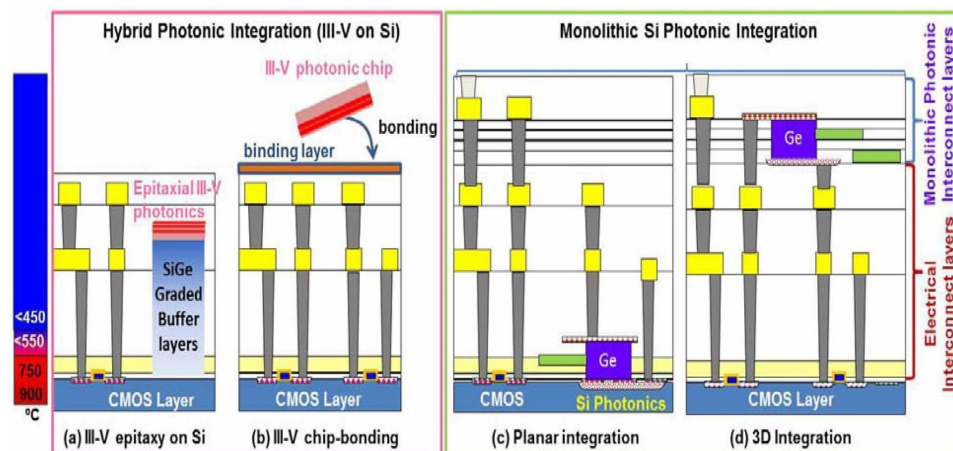 Hybrid Photonic Integration (III-V on Si)
III-V photonic chip
bonding
binding layer
Epitaxial III-V
photonics
SiGe
Graded
Buffer
layers
<450
<550
750
900
ºC
CMOS Layer
CMOS Layer
(a) III-V epitaxy on Si
(b) III-V chip-bonding
Monolithic Si Photonic Integration
Ge
Ge
CMOS
Si Photonics
CMOS Layer
(c) Planar integration
(d) 3D Integration
Monolithic Photonic
Interconnect layers
Electrical
Interconnect layers